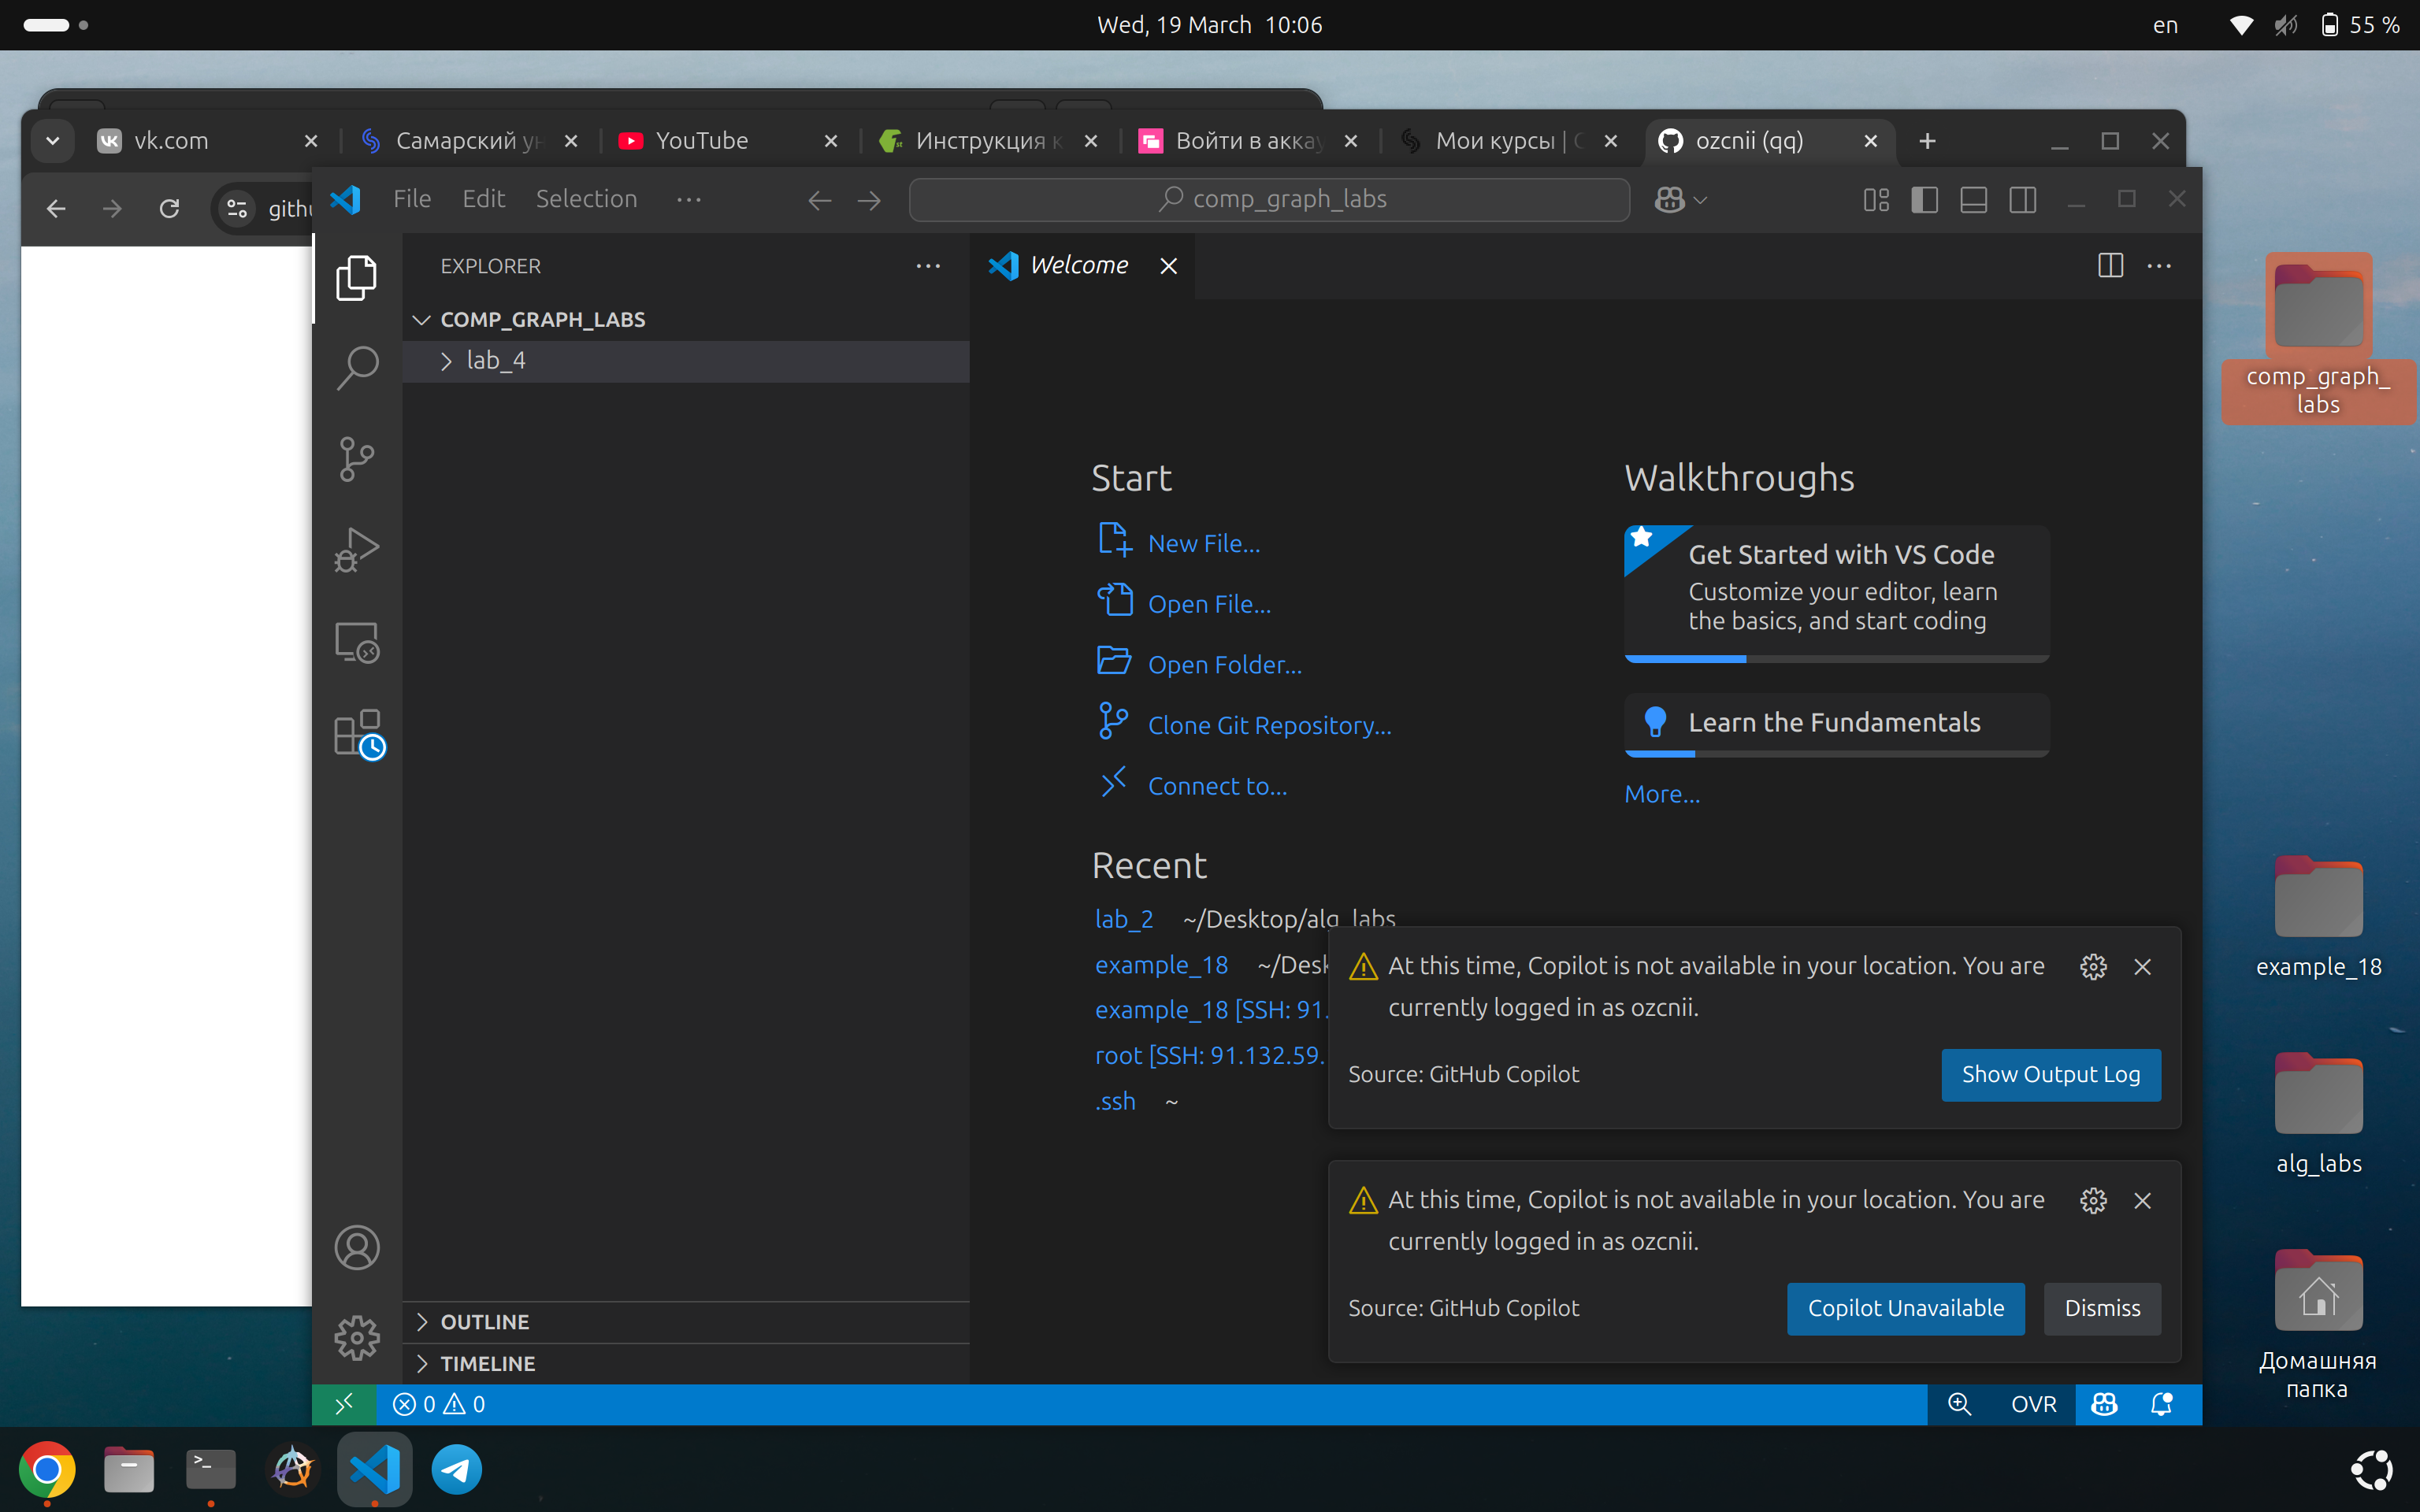 Wed, 19 March 10:06
en
55 %
vk.com
Самарский ун
YouTube
Инструкция к
Войти в аккау
Мои курсы | С
ozcnii (qq)
githu
File Edit Selection ···
comp_graph_labs
EXPLORER
COMP_GRAPH_LABS
lab_4
OUTLINE
TIMELINE
Welcome
Start
New File...
Open File...
Open Folder...
Clone Git Repository...
Connect to...
Recent
lab_2 ~/Desktop/alg_labs
example_18 ~/Desk
example_18 [SSH: 91.
root [SSH: 91.132.59.
.ssh ~
Walkthroughs
Get Started with VS Code
Customize your editor, learn
the basics, and start coding
Learn the Fundamentals
More...
At this time, Copilot is not available in your location. You are
currently logged in as ozcnii.
Source: GitHub Copilot
Show Output Log
At this time, Copilot is not available in your location. You are
currently logged in as ozcnii.
Source: GitHub Copilot
Copilot Unavailable
Dismiss
0 0
OVR
comp_graph_
labs
example_18
alg_labs
Домашняя
папка